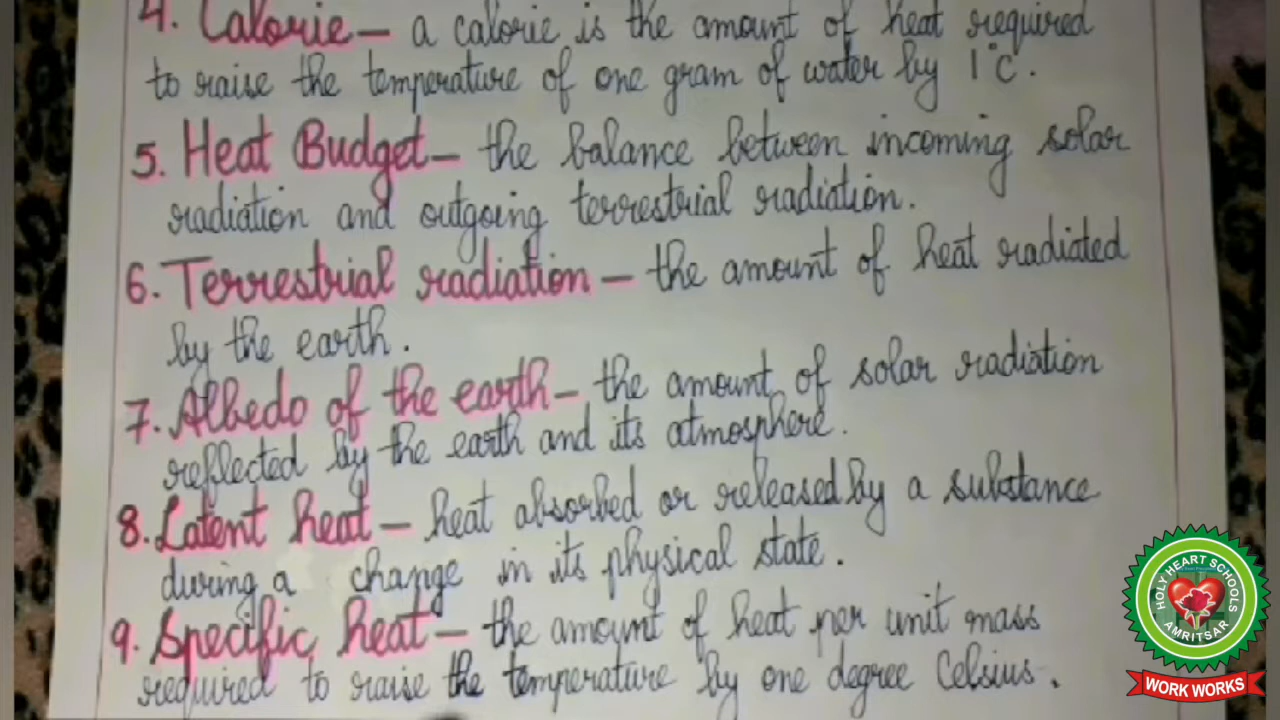 4. Calorie – a calorie is the amount of heat required
to raise the temperature of one gram of water by 1°C.
5. Heat Budget – the balance between incoming solar
radiation and outgoing terrestrial radiation.
6. Terrestrial radiation – the amount of heat radiated
by the earth.
7. Albedo of the earth – the amount of solar radiation
reflected by the earth and its atmosphere.
8. Latent heat – heat absorbed or released by a substance
during a change in its physical state.
9. Specific heat – the amount of heat per unit mass
required to raise the temperature by one degree Celsius.
HOLY HEART SCHOOLS
AMRITSAR
WORK WORKS